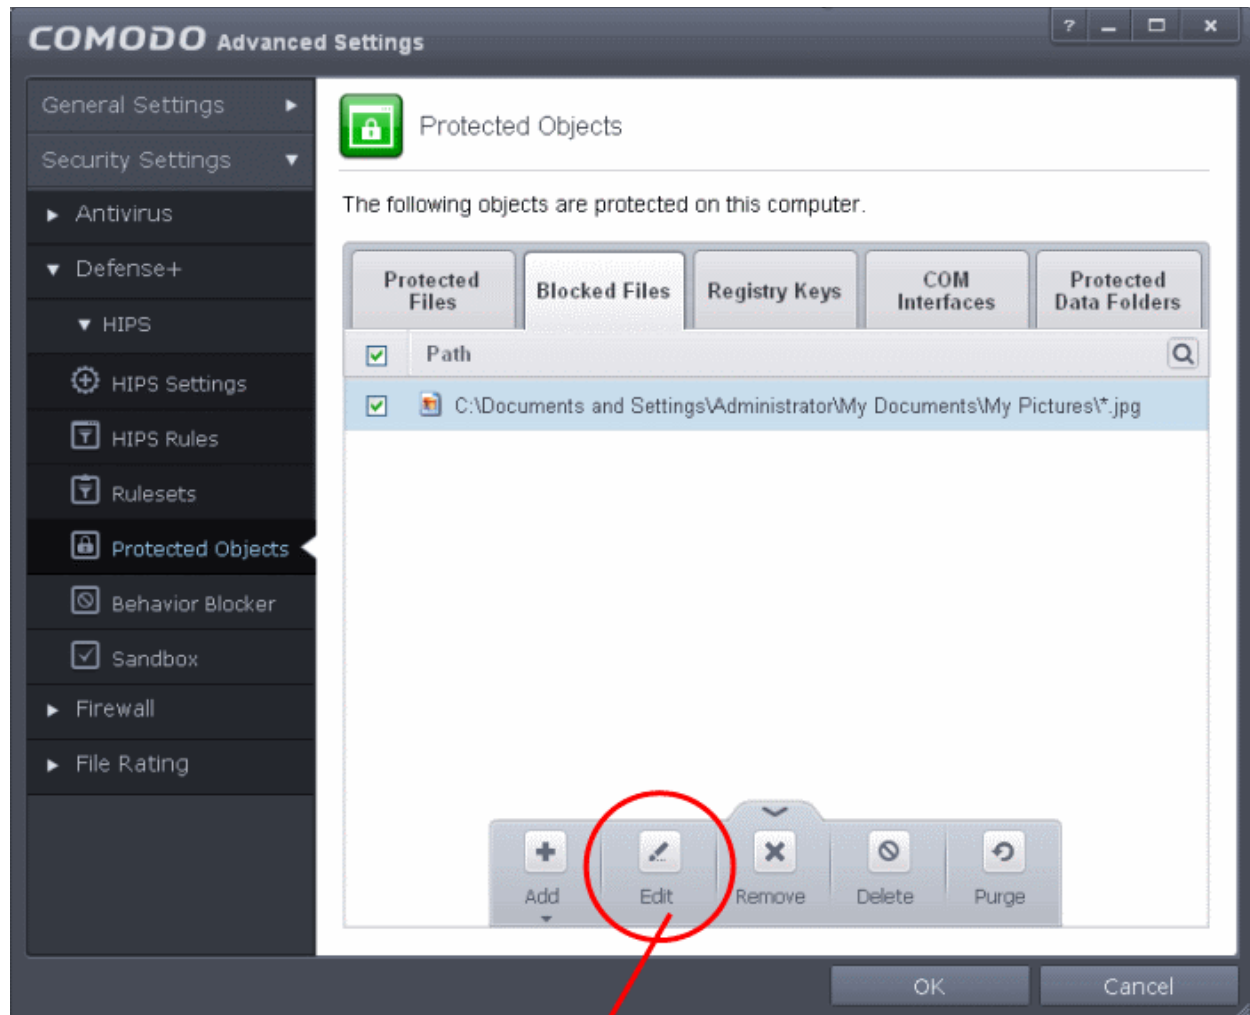 COMODO Advanced Settings
?
General Settings
Security Settings
Antivirus
Defense+
HIPS
HIPS Settings
HIPS Rules
Rulesets
Protected Objects
Behavior Blocker
Sandbox
Firewall
File Rating
Protected Objects
The following objects are protected on this computer.
Protected
Files
Blocked Files
Registry Keys
COM
Interfaces
Protected
Data Folders
Path
C:\Documents and Settings\Administrator\My Documents\My Pictures\*.jpg
Add
Edit
Remove
Delete
Purge
OK
Cancel